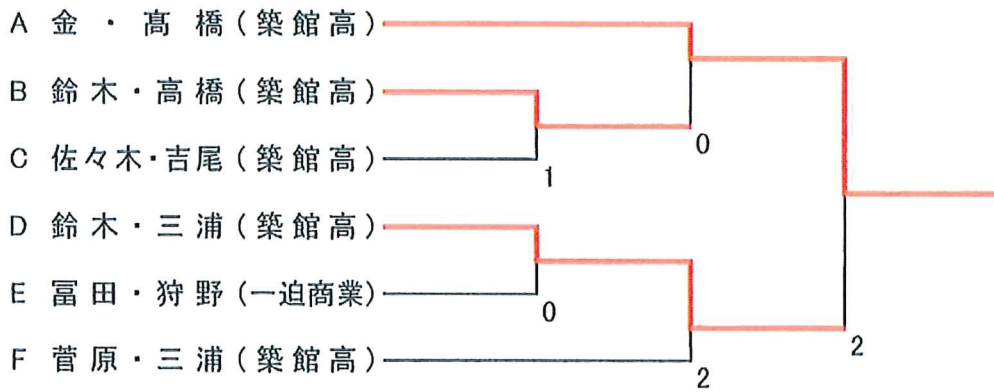 A 金 ・ 髙 橋 ( 築 館 高 )
B 鈴 木 ・ 高 橋 ( 築 館 高 )
0
C 佐々木・吉尾 ( 築 館 高 )
1
D 鈴 木 ・ 三 浦 ( 築 館 高 )
E 冨 田 ・ 狩 野 (一迫商業)
0
2
F 菅 原 ・ 三 浦 ( 築 館 高 )
2